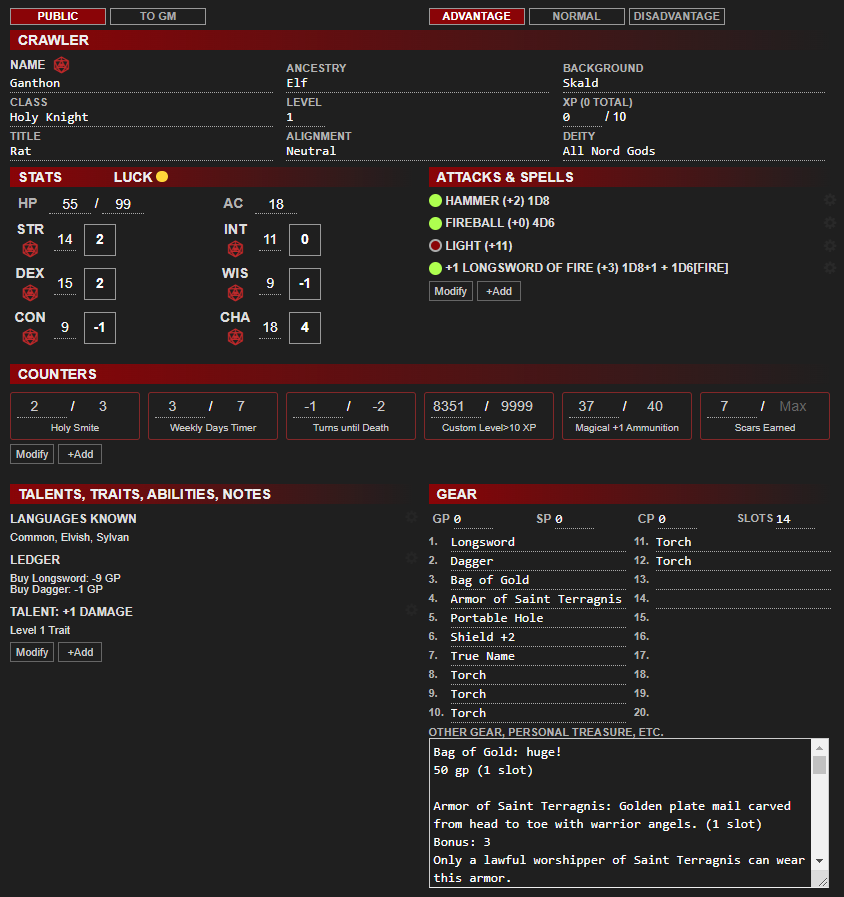 PUBLIC TO GM ADVANTAGE NORMAL DISADVANTAGE
CRAWLER
NAME ANCESTRY BACKGROUND
Ganthon Elf Skald
CLASS LEVEL XP (0 TOTAL)
Holy Knight 1 0 / 10
TITLE ALIGNMENT DEITY
Rat Neutral All Nord Gods
STATS LUCK
HP 55 / 99 AC 18
STR 14 2 INT 11 0
DEX 15 2 WIS 9 -1
CON 9 -1 CHA 18 4
ATTACKS & SPELLS
HAMMER (+2) 1D8
FIREBALL (+0) 4D6
LIGHT (+11)
+1 LONGSWORD OF FIRE (+3) 1D8+1 + 1D6[FIRE]
Modify +Add
COUNTERS
2 / 3 3 / 7 -1 / -2 8351 / 9999 37 / 40 7 / Max
Holy Smite Weekly Days Timer Turns until Death Custom Level>10 XP Magical +1 Ammunition Scars Earned
Modify +Add
TALENTS, TRAITS, ABILITIES, NOTES
LANGUAGES KNOWN
Common, Elvish, Sylvan
LEDGER
Buy Longsword: -9 GP
Buy Dagger: -1 GP
TALENT: +1 DAMAGE
Level 1 Trait
Modify +Add
GEAR
GP 0 SP 0 CP 0 SLOTS 14
1. Longsword 11. Torch
2. Dagger 12. Torch
3. Bag of Gold 13.
4. Armor of Saint Terragnis 14.
5. Portable Hole 15.
6. Shield +2 16.
7. True Name 17.
8. Torch 18.
9. Torch 19.
10. Torch 20.
OTHER GEAR, PERSONAL TREASURE, ETC.
Bag of Gold: huge!
50 gp (1 slot)
Armor of Saint Terragnis: Golden plate mail carved
from head to toe with warrior angels. (1 slot)
Bonus: 3
Only a lawful worshipper of Saint Terragnis can wear
this armor.